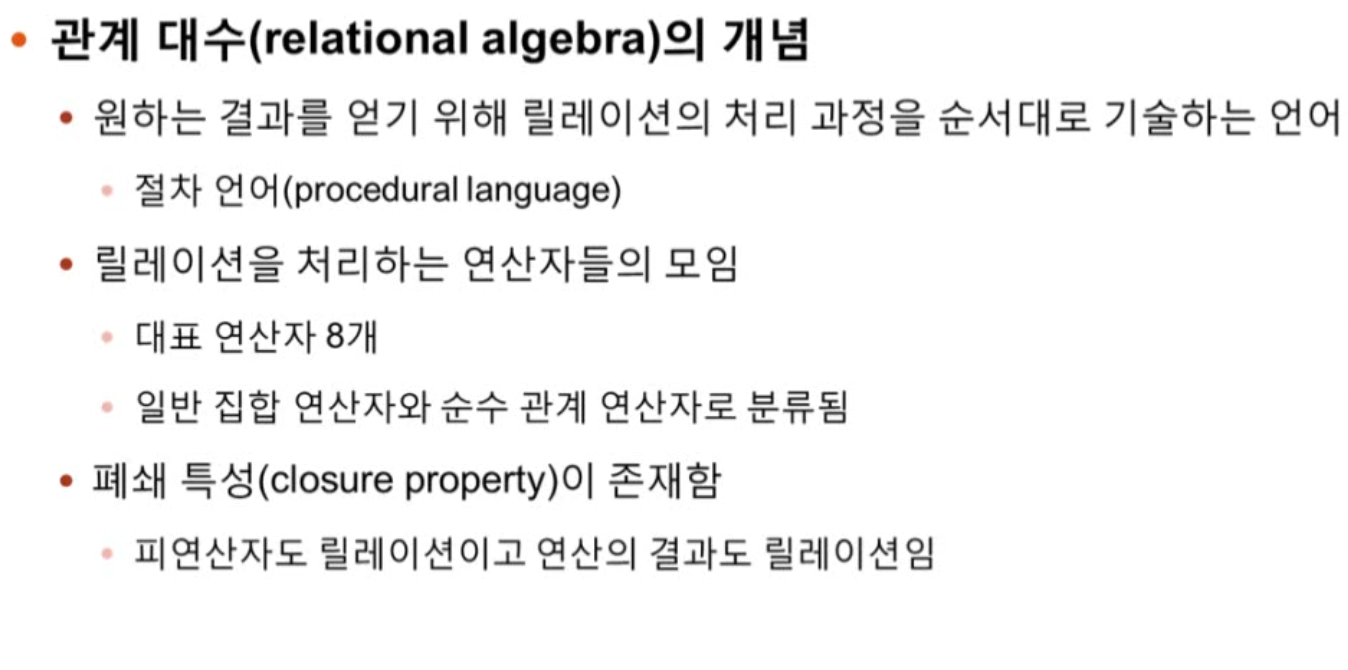 관계 대수(relational algebra)의 개념
원하는 결과를 얻기 위해 릴레이션의 처리 과정을 순서대로 기술하는 언어
절차 언어(procedural language)
릴레이션을 처리하는 연산자들의 모임
대표 연산자 8개
일반 집합 연산자와 순수 관계 연산자로 분류됨
폐쇄 특성(closure property)이 존재함
피연산자도 릴레이션이고 연산의 결과도 릴레이션임